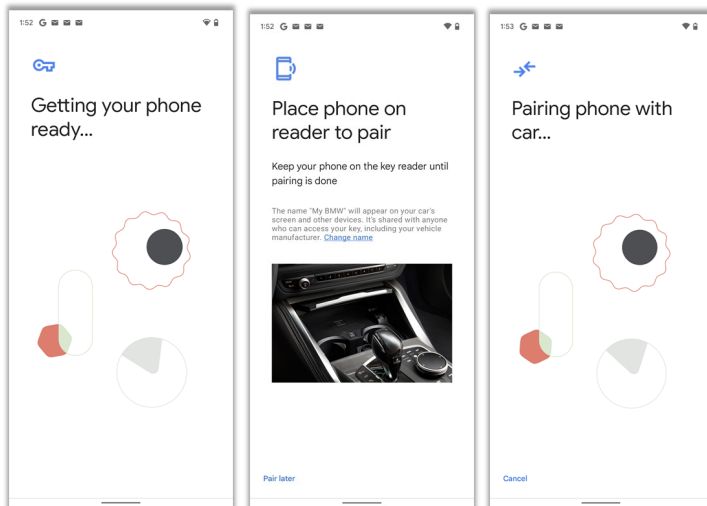 1:52 G
Getting your phone
ready...
1:52 G
Place phone on
reader to pair
Keep your phone on the key reader until
pairing is done
The name "My BMW" will appear on your car's
screen and other devices. It's shared with anyone
who can access your key, including your vehicle
manufacturer. Change name
Pair later
1:53 G
Pairing phone with
car...
Cancel